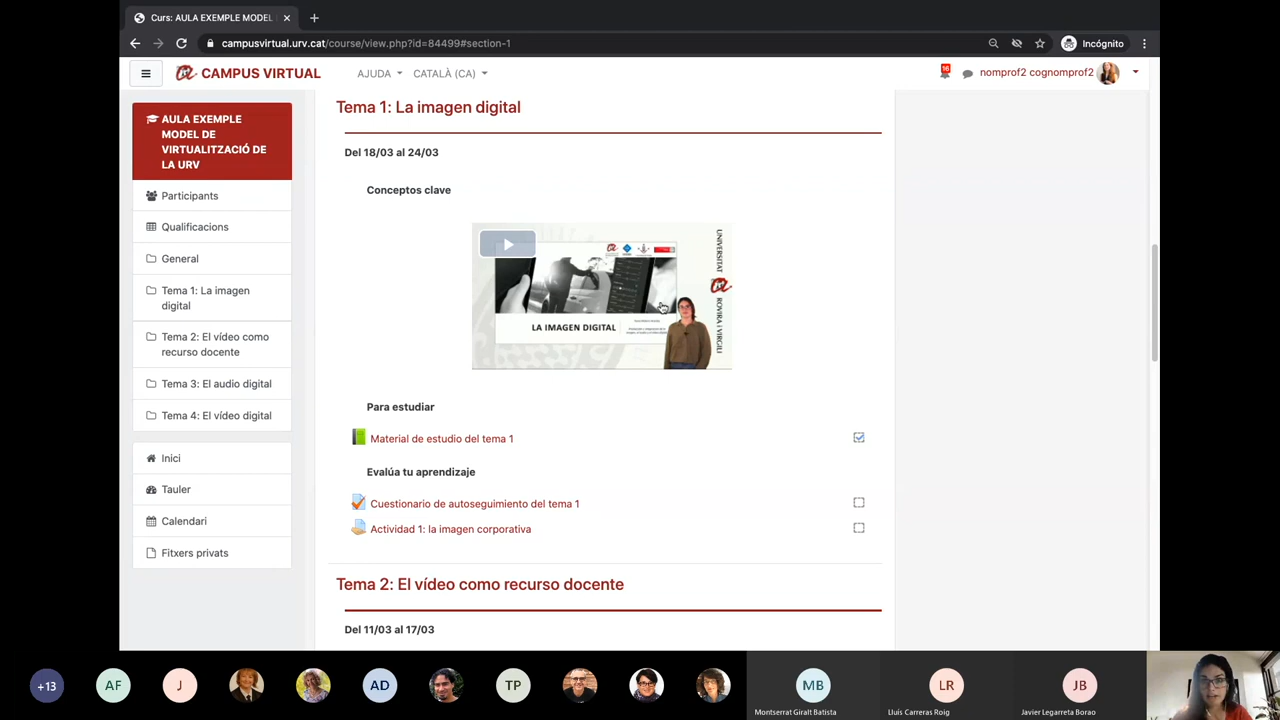 Curs: AULA EXEMPLE MODEL
campusvirtual.urv.cat/course/view.php?id=84499#section-1
Incógnito
CAMPUS VIRTUAL
AJUDA
CATALÀ (CA)
16
nomprof2 cognomprof2
AULA EXEMPLE
MODEL DE
VIRTUALITZACIÓ DE
LA URV
Participants
Qualificacions
General
Tema 1: La imagen
digital
Tema 2: El vídeo como
recurso docente
Tema 3: El audio digital
Tema 4: El vídeo digital
Inici
Tauler
Calendari
Fitxers privats
Tema 1: La imagen digital
Del 18/03 al 24/03
Conceptos clave
LA IMAGEN DIGITAL
UNIVERSITAT
ROVIRA i VIRGILI
Para estudiar
Material de estudio del tema 1
Evalúa tu aprendizaje
Cuestionario de autoseguimiento del tema 1
Actividad 1: la imagen corporativa
Tema 2: El vídeo como recurso docente
Del 11/03 al 17/03
+13
AF
J
AD
TP
MB
LR
JB
Montserrat Giralt Batista
Lluís Carreras Roig
Javier Legarreta Borao